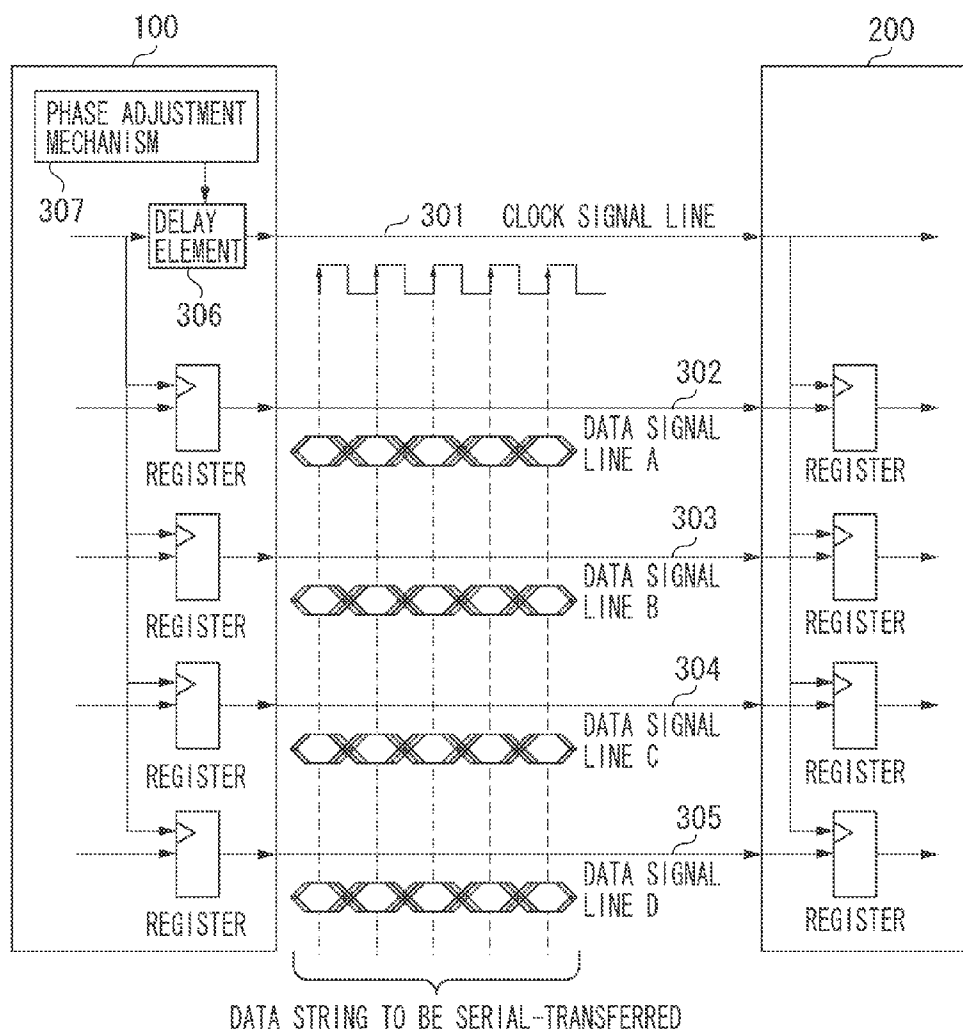 100
200
PHASE ADJUSTMENT
MECHANISM
307
DELAY
ELEMENT
306
301
CLOCK SIGNAL LINE
302
DATA SIGNAL
LINE A
REGISTER
REGISTER
303
DATA SIGNAL
LINE B
REGISTER
REGISTER
304
DATA SIGNAL
LINE C
REGISTER
REGISTER
305
DATA SIGNAL
LINE D
REGISTER
REGISTER
DATA STRING TO BE SERIAL-TRANSFERRED